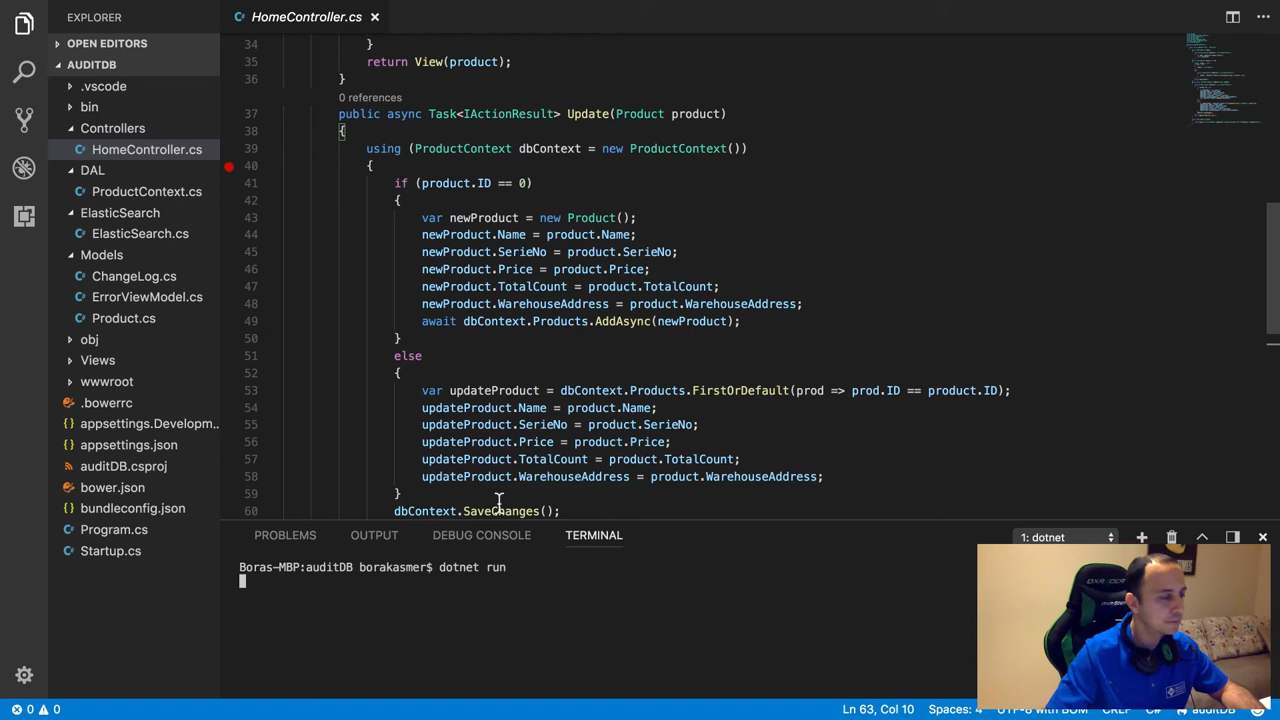 EXPLORER
OPEN EDITORS
AUDITDB
.vscode
bin
Controllers
HomeController.cs
DAL
ProductContext.cs
ElasticSearch
ElasticSearch.cs
Models
ChangeLog.cs
ErrorViewModel.cs
Product.cs
obj
Views
wwwroot
.bowerrc
appsettings.Developm...
appsettings.json
auditDB.csproj
bower.json
bundleconfig.json
Program.cs
Startup.cs
HomeController.cs
34 }
35 return View(product);
36 }
0 references
37 public async Task<IActionResult> Update(Product product)
38 {
39 using (ProductContext dbContext = new ProductContext())
40 {
41 if (product.ID == 0)
42 {
43 var newProduct = new Product();
44 newProduct.Name = product.Name;
45 newProduct.SerieNo = product.SerieNo;
46 newProduct.Price = product.Price;
47 newProduct.TotalCount = product.TotalCount;
48 newProduct.WarehouseAddress = product.WarehouseAddress;
49 await dbContext.Products.AddAsync(newProduct);
50 }
51 else
52 {
53 var updateProduct = dbContext.Products.FirstOrDefault(prod => prod.ID == product.ID);
54 updateProduct.Name = product.Name;
55 updateProduct.SerieNo = product.SerieNo;
56 updateProduct.Price = product.Price;
57 updateProduct.TotalCount = product.TotalCount;
58 updateProduct.WarehouseAddress = product.WarehouseAddress;
59 }
60 dbContext.SaveChanges();
PROBLEMS OUTPUT DEBUG CONSOLE TERMINAL 1: dotnet
Boras-MBP:auditDB borakasmer$ dotnet run
0 0 Ln 63, Col 10 Spaces: 4 UTF-8 with BOM CRLF C# auditDB